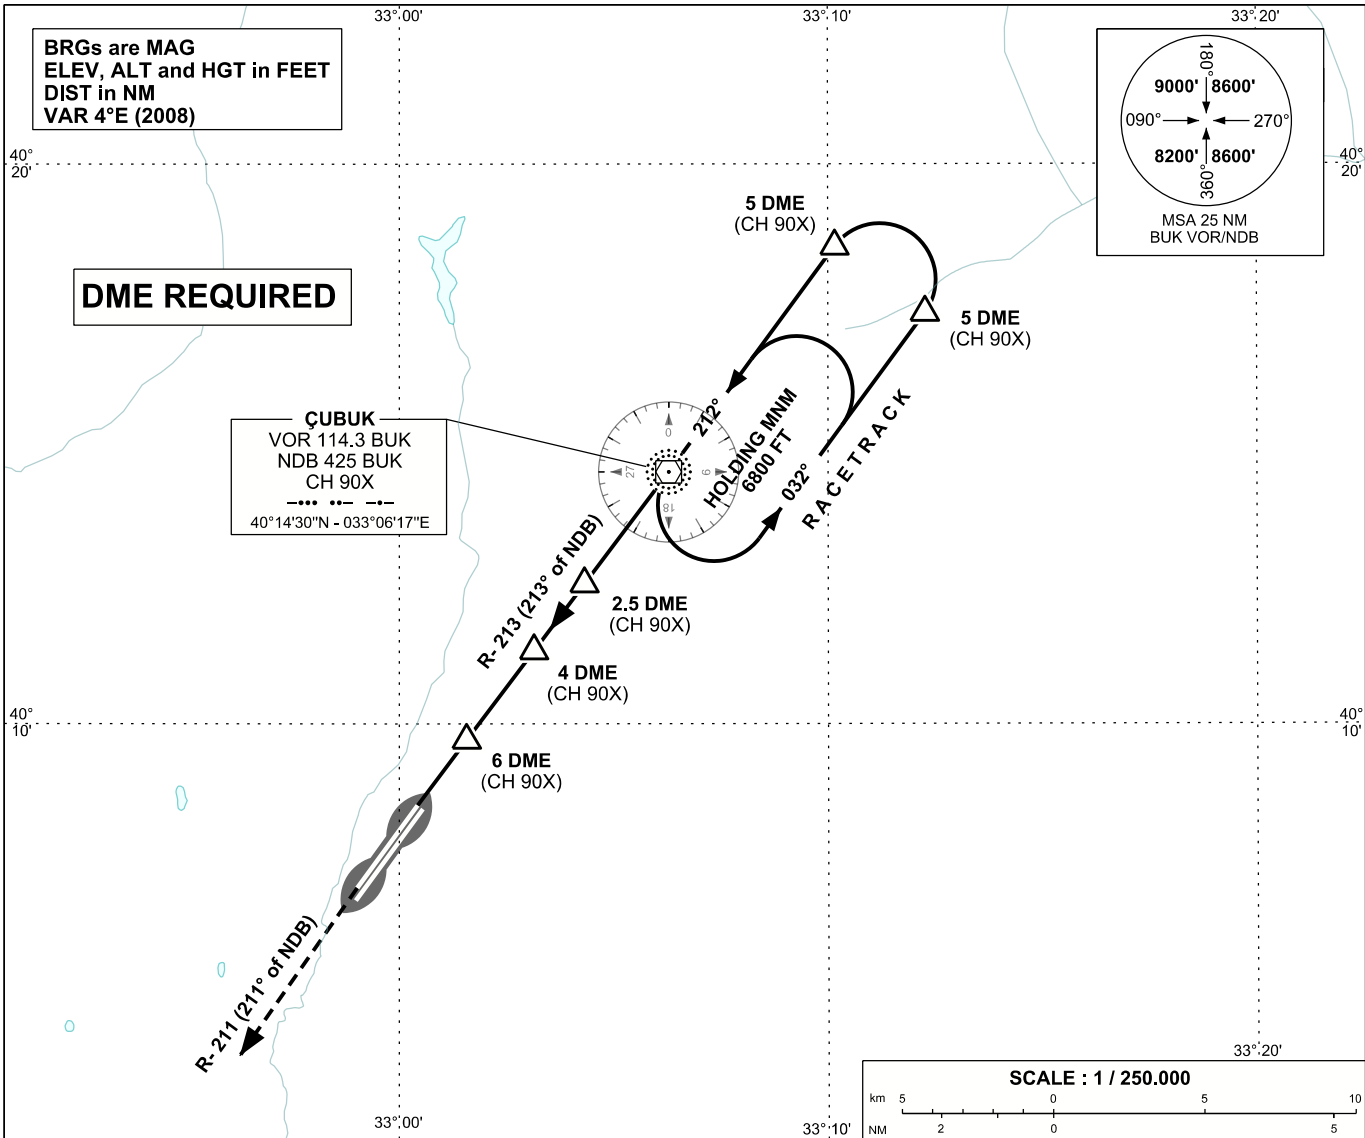 33°00'
33°10'
33°20'
BRGs are MAG
ELEV, ALT and HGT in FEET
DIST in NM
VAR 4°E (2008)
180°
9000' 8600'
090° 270°
8200' 8600'
360°
MSA 25 NM
BUK VOR/NDB
40°
20'
40°
20'
5 DME
(CH 90X)
DME REQUIRED
5 DME
(CH 90X)
ÇUBUK
VOR 114.3 BUK
NDB 425 BUK
CH 90X
40°14'30"N - 033°06'17"E
0
9
18
27
212°
HOLDING MNM
6800 FT
032°
RACETRACK
R- 213 (213° of NDB)
2.5 DME
(CH 90X)
4 DME
(CH 90X)
40°
10'
40°
10'
6 DME
(CH 90X)
R- 211 (211° of NDB)
33°20'
SCALE : 1 / 250.000
km 5 0 5 10
NM 2 0 5
33°00'
33°10'